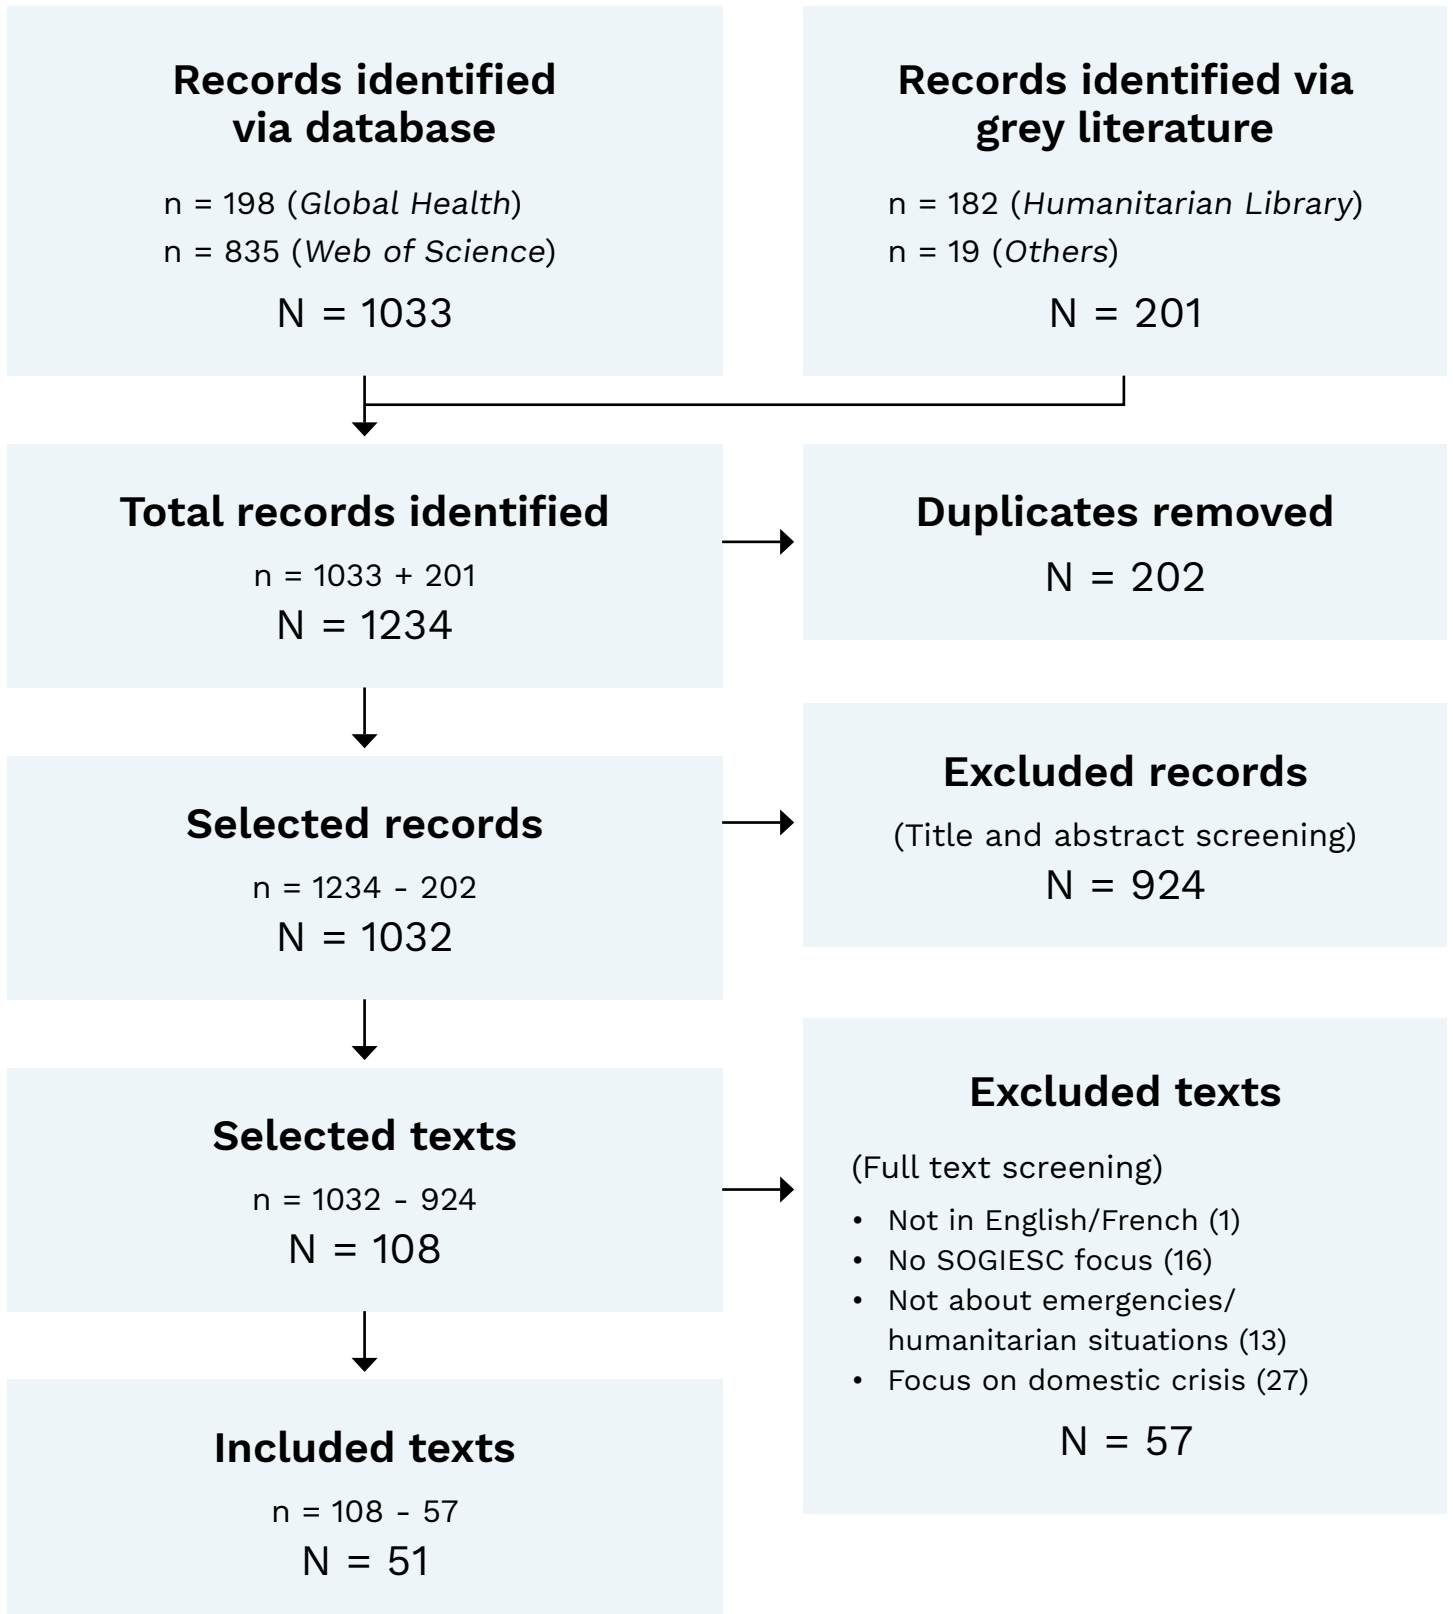 Records identified
via database
n = 198 (Global Health)
n = 835 (Web of Science)
N = 1033
Records identified via
grey literature
n = 182 (Humanitarian Library)
n = 19 (Others)
N = 201
Total records identified
n = 1033 + 201
N = 1234
Duplicates removed
N = 202
Selected records
n = 1234 - 202
N = 1032
Excluded records
(Title and abstract screening)
N = 924
Selected texts
n = 1032 - 924
N = 108
Excluded texts
(Full text screening)
• Not in English/French (1)
• No SOGIESC focus (16)
• Not about emergencies/
humanitarian situations (13)
• Focus on domestic crisis (27)
N = 57
Included texts
n = 108 - 57
N = 51